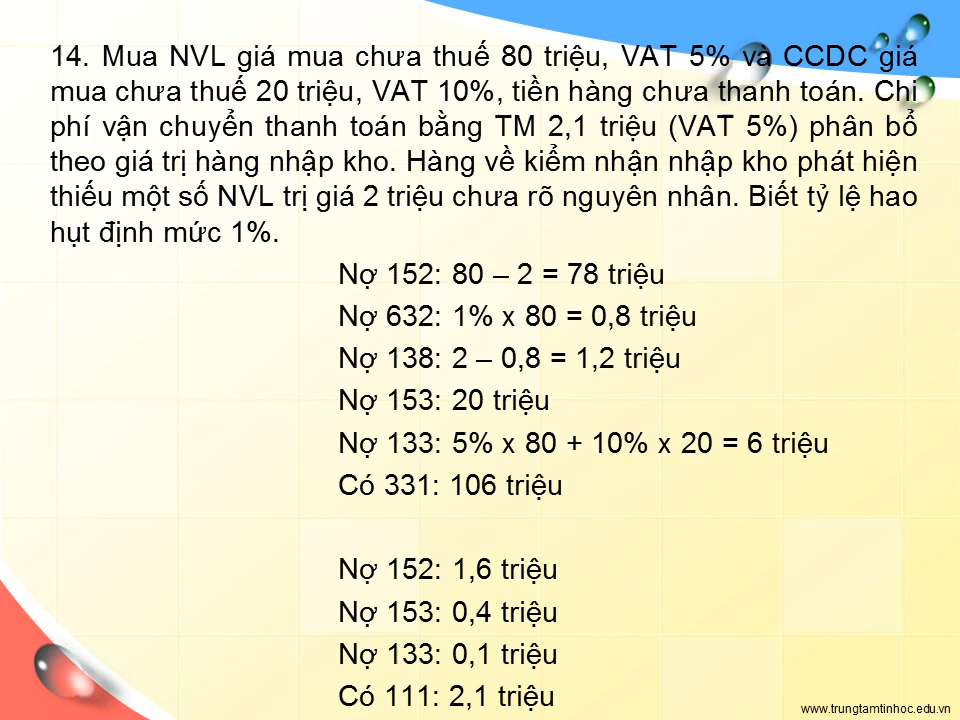 14. Mua NVL giá mua chưa thuế 80 triệu, VAT 5% và CCDC giá
mua chưa thuế 20 triệu, VAT 10%, tiền hàng chưa thanh toán. Chi
phí vận chuyển thanh toán bằng TM 2,1 triệu (VAT 5%) phân bổ
theo giá trị hàng nhập kho. Hàng về kiểm nhận nhập kho phát hiện
thiếu một số NVL trị giá 2 triệu chưa rõ nguyên nhân. Biết tỷ lệ hao
hụt định mức 1%.
Nợ 152: 80 – 2 = 78 triệu
Nợ 632: 1% x 80 = 0,8 triệu
Nợ 138: 2 – 0,8 = 1,2 triệu
Nợ 153: 20 triệu
Nợ 133: 5% x 80 + 10% x 20 = 6 triệu
Có 331: 106 triệu
Nợ 152: 1,6 triệu
Nợ 153: 0,4 triệu
Nợ 133: 0,1 triệu
Có 111: 2,1 triệu
www.trungtamtinhoc.edu.vn